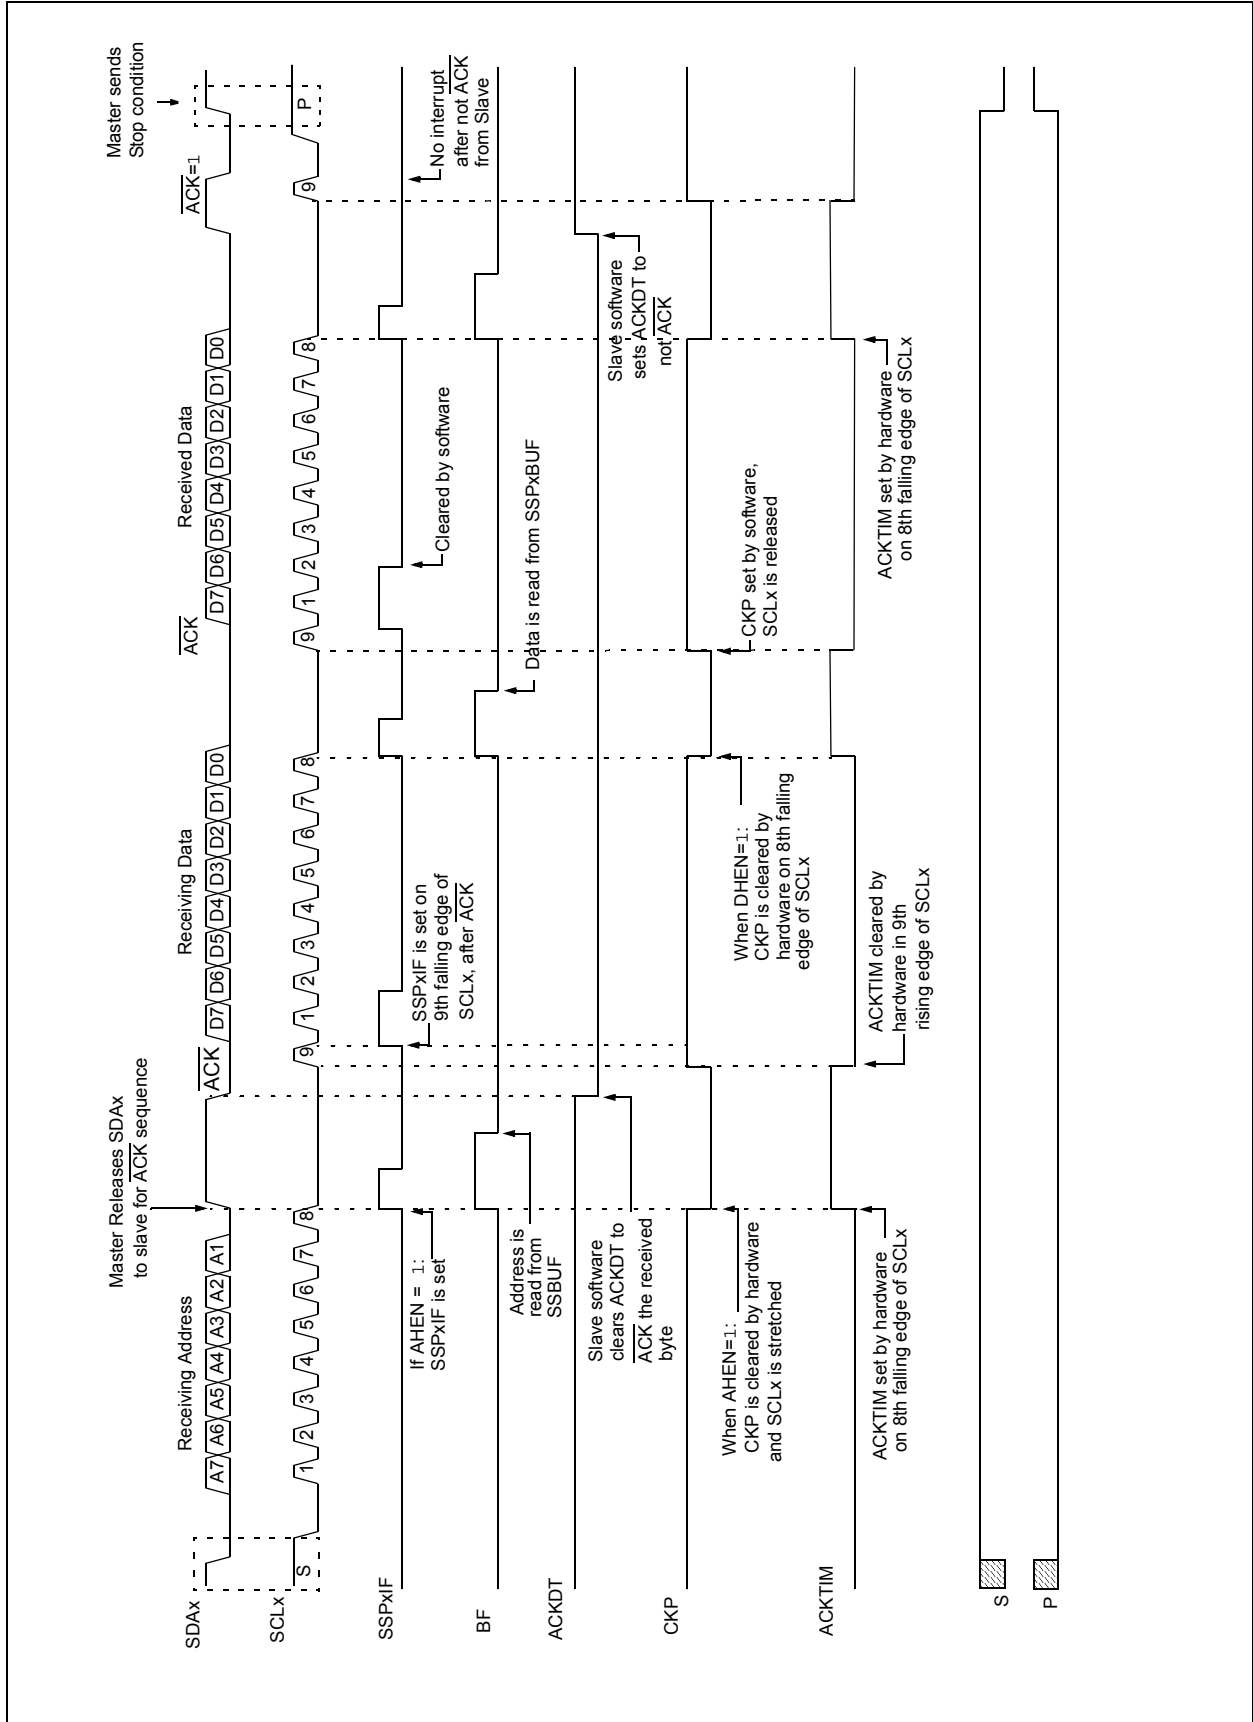 Master Releases SDAx
to slave for ACK sequence
Master sends
Stop condition
Receiving Address
Receiving Data
Received Data
ACK
ACK
ACK=1
SDAx
A7 A6 A5 A4 A3 A2 A1
D7 D6 D5 D4 D3 D2 D1 D0
D7 D6 D5 D4 D3 D2 D1 D0
SCLx
S
1 2 3 4 5 6 7 8
9
1 2 3 4 5 6 7 8
9
1 2 3 4 5 6 7 8
9
P
SSPxIF
If AHEN = 1:
SSPxIF is set
SSPxIF is set on
9th falling edge of
SCLx, after ACK
Cleared by software
No interrupt
after not ACK
from Slave
BF
Address is
read from
SSBUF
Data is read from SSPxBUF
ACKDT
Slave software
clears ACKDT to
ACK the received
byte
Slave software
sets ACKDT to
not ACK
CKP
When AHEN=1:
CKP is cleared by hardware
and SCLx is stretched
When DHEN=1:
CKP is cleared by
hardware on 8th falling
edge of SCLx
CKP set by software,
SCLx is released
ACKTIM
ACKTIM set by hardware
on 8th falling edge of SCLx
ACKTIM cleared by
hardware in 9th
rising edge of SCLx
ACKTIM set by hardware
on 8th falling edge of SCLx
S
P